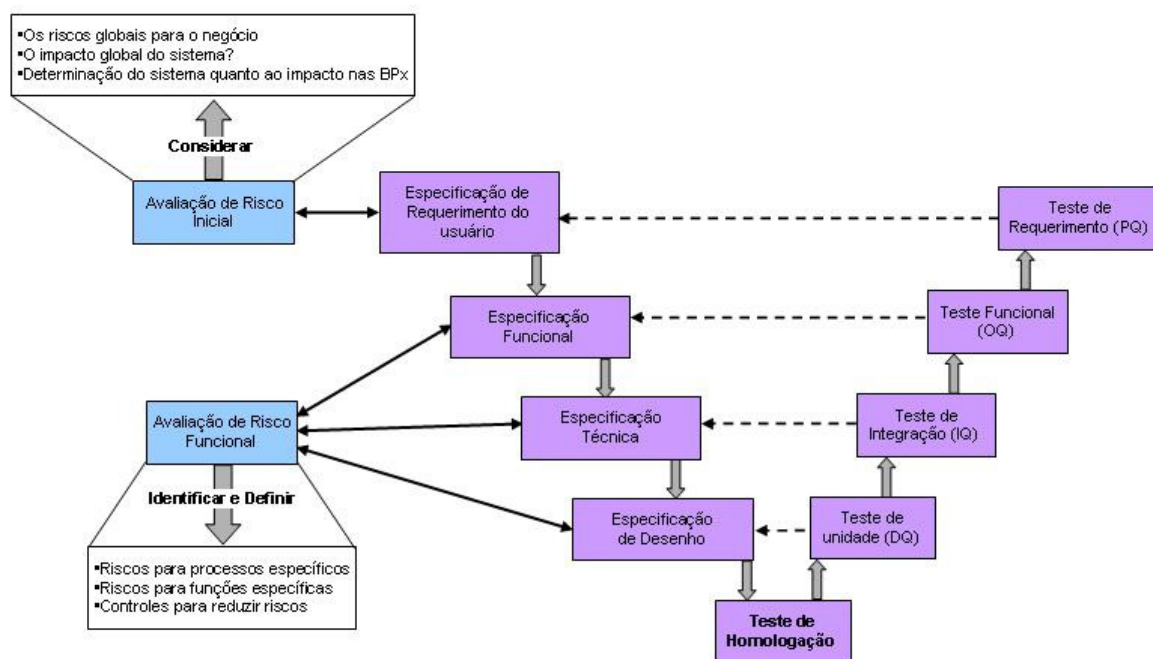 ▪Os riscos globais para o negócio
▪O impacto global do sistema?
▪Determinação do sistema quanto ao impacto nas BPx
Considerar
Avaliação de Risco
Inicial
Especificação de
Requerimento do
usuário
Teste de
Requerimento (PQ)
Especificação
Funcional
Teste Funcional
(OQ)
Avaliação de Risco
Funcional
Especificação
Técnica
Teste de
Integração (IQ)
Identificar e Definir
Especificação
de Desenho
Teste de
unidade (DQ)
▪Riscos para processos específicos
▪Riscos para funções específicas
▪Controles para reduzir riscos
Teste de
Homologação